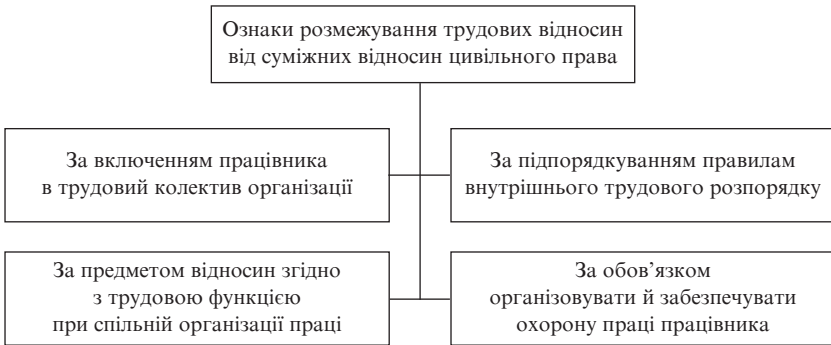 Ознаки розмежування трудових відносин
від суміжних відносин цивільного права
За включенням працівника
в трудовий колектив організації
За підпорядкуванням правилам
внутрішнього трудового розпорядку
За предметом відносин згідно
з трудовою функцією
при спільній організації праці
За обов’язком
організовувати й забезпечувати
охорону праці працівника